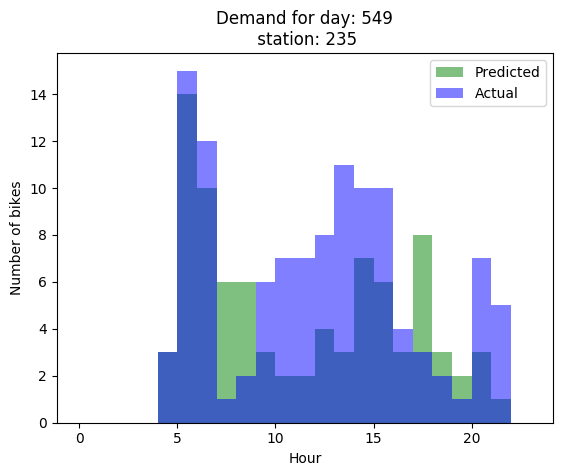 Demand for day: 549
station: 235
Predicted
Actual
Number of bikes
14
12
10
8
6
4
2
0
0
5
10
15
20
Hour